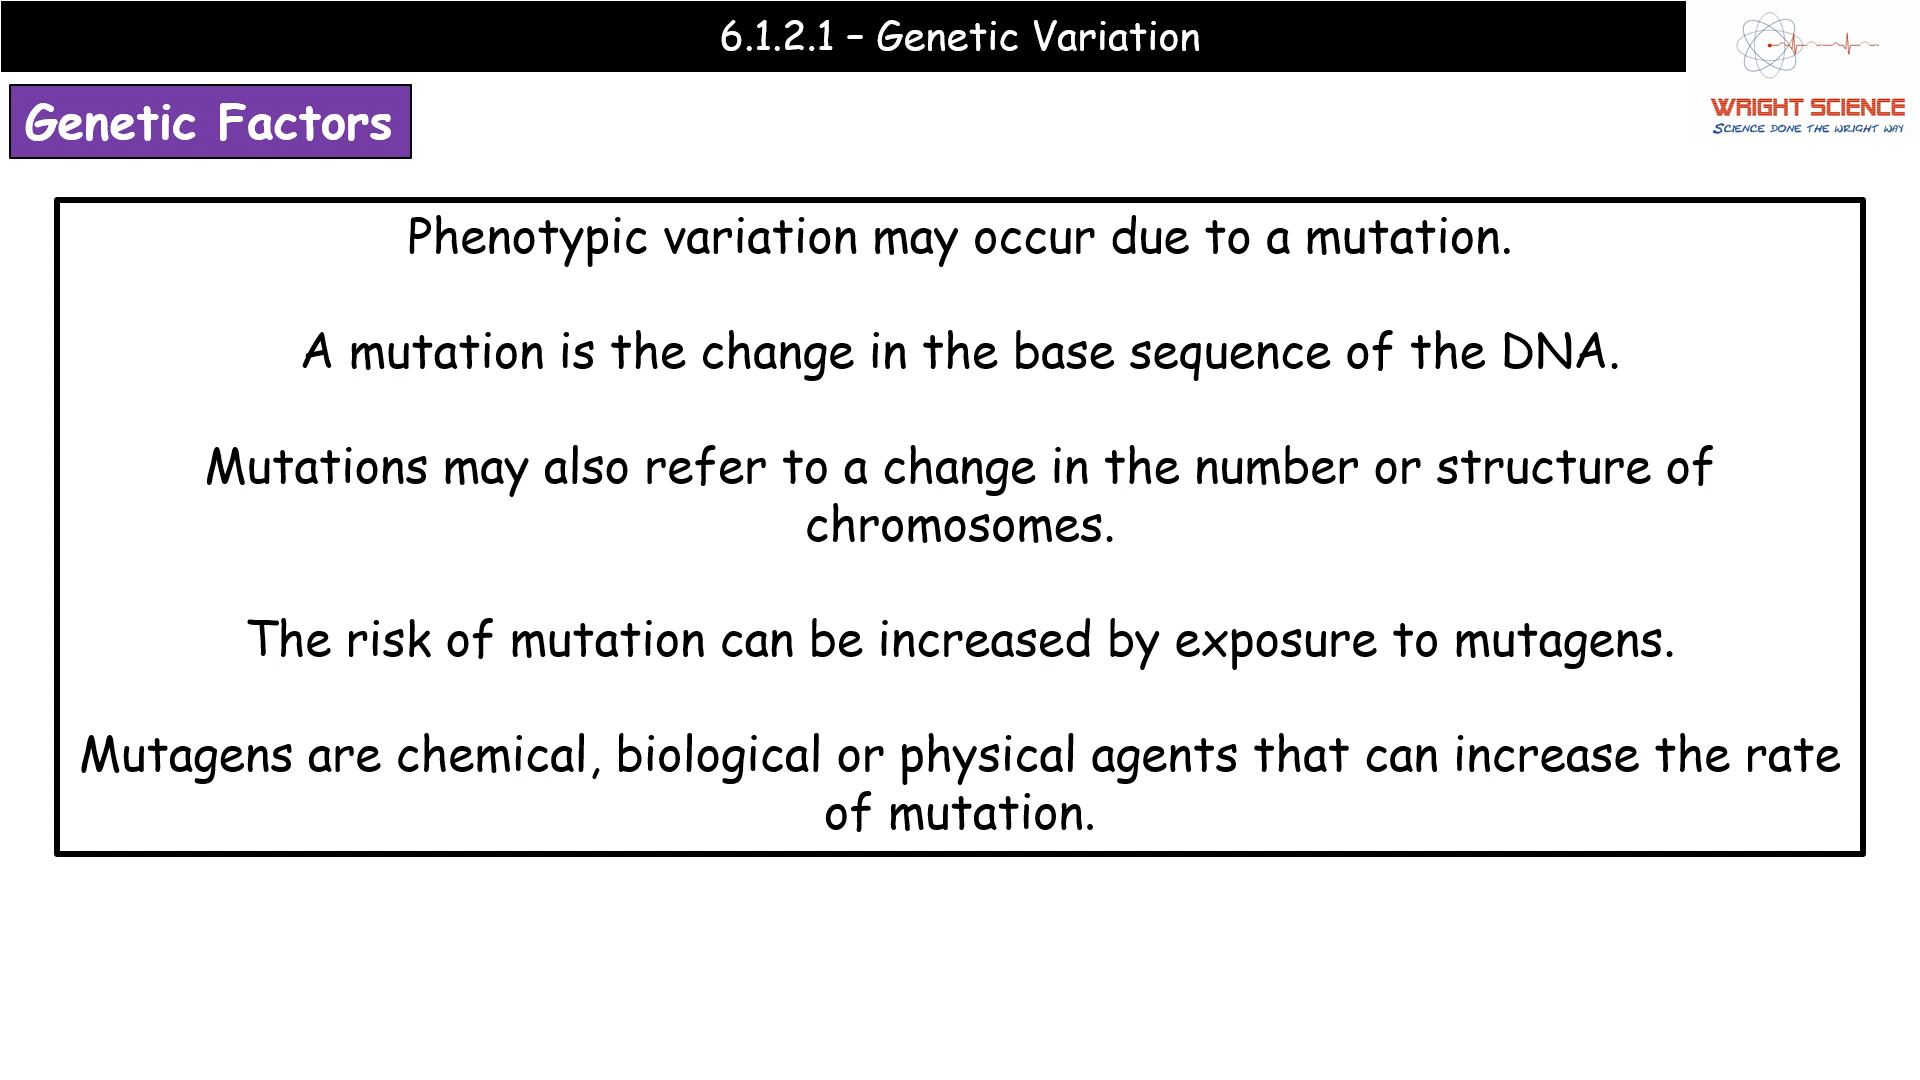 6.1.2.1 – Genetic Variation
WRIGHT SCIENCE
SCIENCE DONE THE WRIGHT WAY
Genetic Factors
Phenotypic variation may occur due to a mutation.
A mutation is the change in the base sequence of the DNA.
Mutations may also refer to a change in the number or structure of
chromosomes.
The risk of mutation can be increased by exposure to mutagens.
Mutagens are chemical, biological or physical agents that can increase the rate
of mutation.